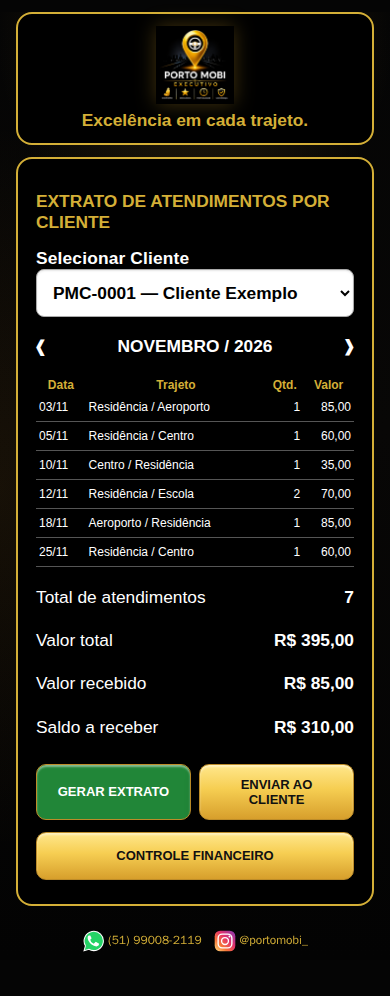 PORTO MOBI
EXECUTIVO
Excelência em cada trajeto.
EXTRATO DE ATENDIMENTOS POR
CLIENTE
Selecionar Cliente
PMC-0001 — Cliente Exemplo
❰ NOVEMBRO / 2026 ❱
Data Trajeto Qtd. Valor
03/11 Residência / Aeroporto 1 85,00
05/11 Residência / Centro 1 60,00
10/11 Centro / Residência 1 35,00
12/11 Residência / Escola 2 70,00
18/11 Aeroporto / Residência 1 85,00
25/11 Residência / Centro 1 60,00
Total de atendimentos 7
Valor total R$ 395,00
Valor recebido R$ 85,00
Saldo a receber R$ 310,00
GERAR EXTRATO
ENVIAR AO
CLIENTE
CONTROLE FINANCEIRO
(51) 99008-2119 @portomobi_